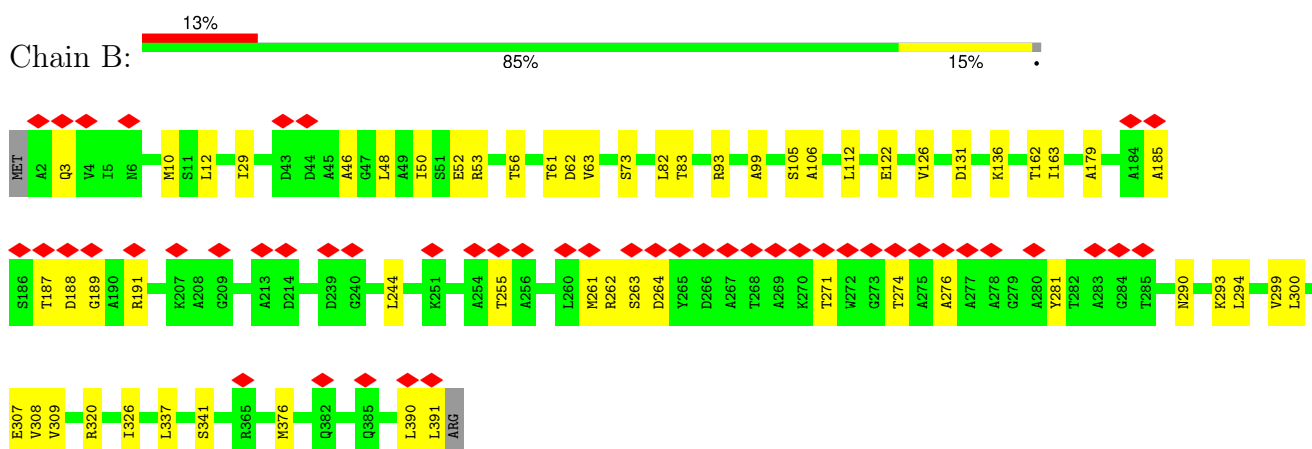 13%
Chain B:
85% 15% •
MET A2 Q3 V4 I5 N6 M10 S11 L12 I29 D43 D44 A45 A46 G47 L48 A49 I50 S51 E52 R53 T56 T61 D62 V63 S73 L82 T83 R93 A99 S105 A106 L112 E122 V126 D131 K136 T162 I163 A179 A184 A185
S186 T187 D188 G189 A190 R191 K207 A208 G209 A213 D214 D239 G240 L244 K251 A254 T255 A256 L260 M261 R262 S263 D264 Y265 D266 A267 T268 A269 K270 T271 W272 G273 T274 A275 A276 A277 A278 G279 A280 Y281 T282 A283 G284 T285 N290 K293 L294 V299 L300
E307 V308 V309 R320 I326 L337 S341 R365 M376 Q382 Q385 L390 L391 ARG